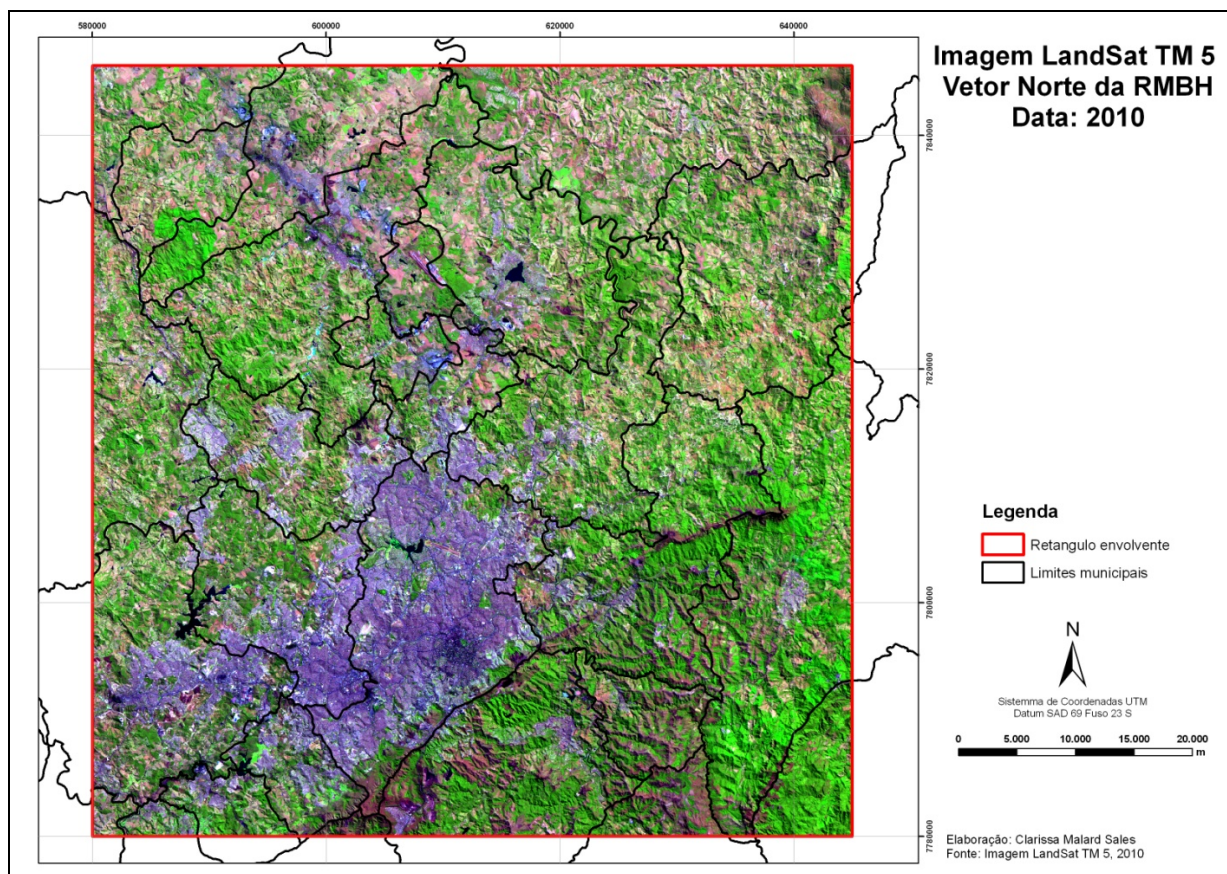 580000
600000
620000
640000
Imagem LandSat TM 5
Vetor Norte da RMBH
Data: 2010
7840000
7820000
7800000
7780000
Legenda
Retangulo envolvente
Limites municipais
N
Sistemma de Coordenadas UTM
Datum SAD 69 Fuso 23 S
0 5.000 10.000 15.000 20.000
m
Elaboração: Clarissa Malard Sales
Fonte: Imagem LandSat TM 5, 2010